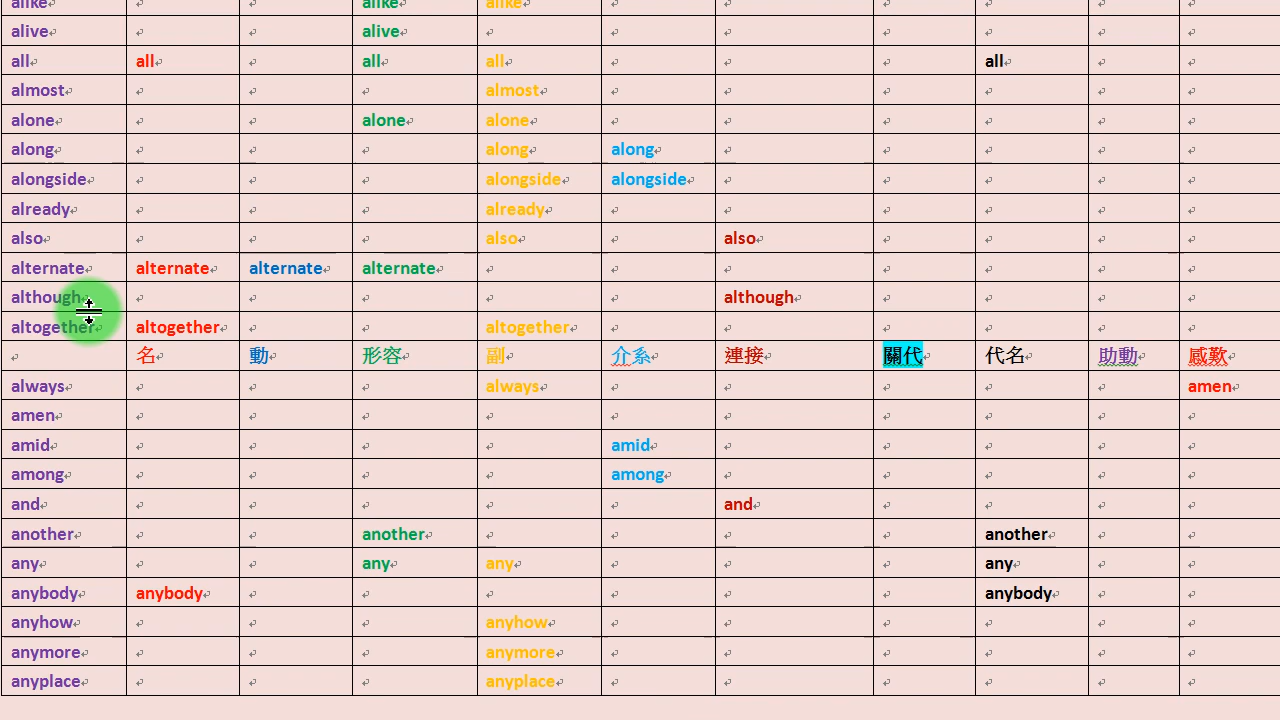 alike alike alike
alive alive
all all all all all
almost almost
alone alone alone
along along along
alongside alongside alongside
already already
also also also
alternate alternate alternate alternate
although although
altogether altogether altogether
名 動 形容 副 介系 連接 關代 代名 助動 感歎
always always amen
amen
amid amid
among among
and and
another another another
any any any any
anybody anybody anybody
anyhow anyhow
anymore anymore
anyplace anyplace